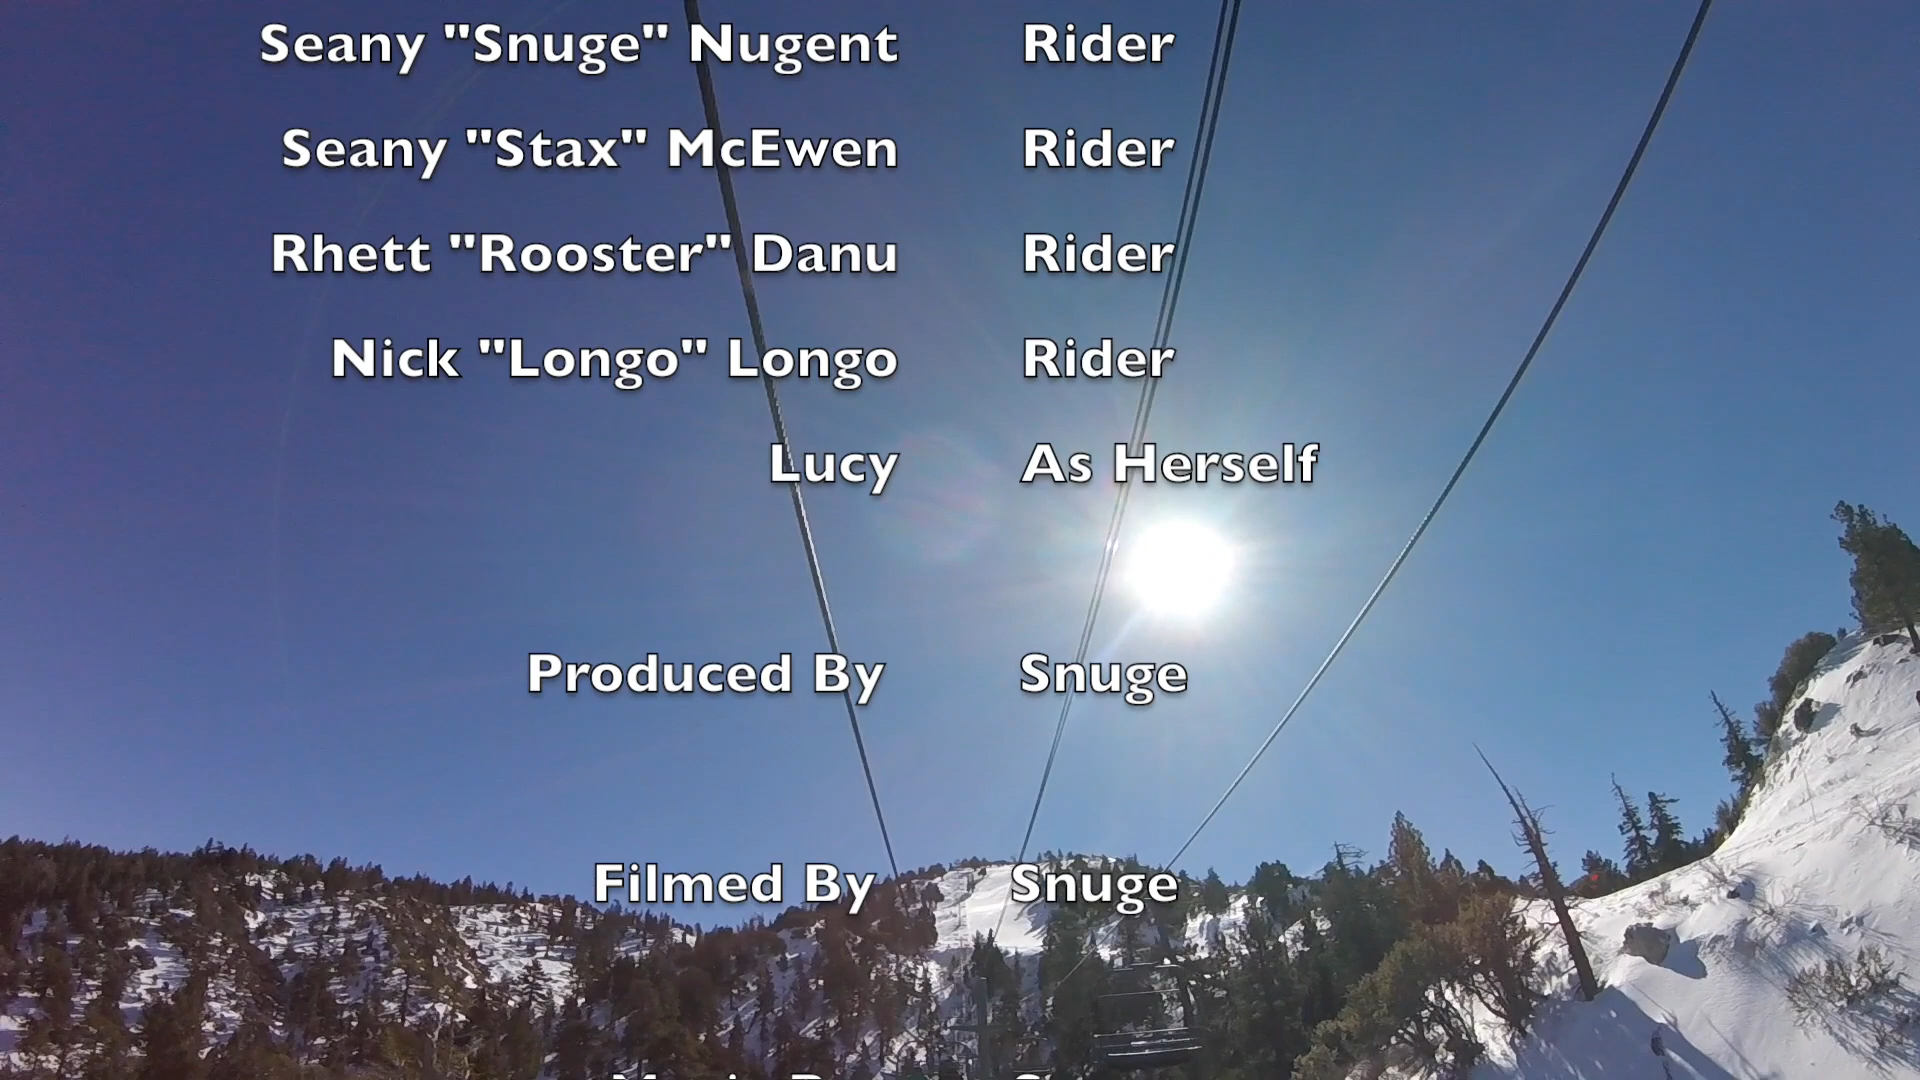 Seany "Snuge" Nugent Rider
Seany "Stax" McEwen Rider
Rhett "Rooster" Danu Rider
Nick "Longo" Longo Rider
Lucy As Herself
Produced By Snuge
Filmed By Snuge